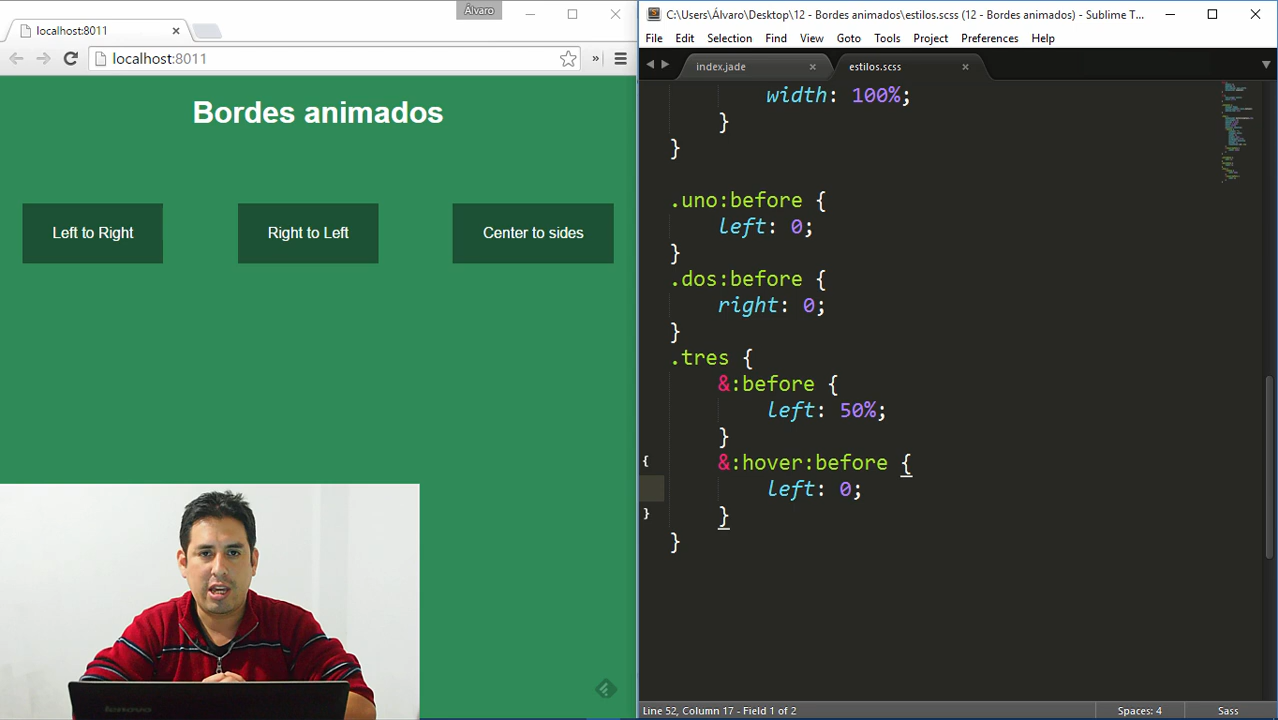 Álvaro
localhost:8011
localhost:8011
Bordes animados
Left to Right
Right to Left
Center to sides
C:\Users\Álvaro\Desktop\12 - Bordes animados\estilos.scss (12 - Bordes animados) - Sublime T...
File Edit Selection Find View Goto Tools Project Preferences Help
index.jade
estilos.scss
width: 100%;
}
}
.uno:before {
left: 0;
}
.dos:before {
right: 0;
}
.tres {
&:before {
left: 50%;
}
&:hover:before {
left: 0;
}
}
Line 52, Column 17 - Field 1 of 2
Spaces: 4
Sass